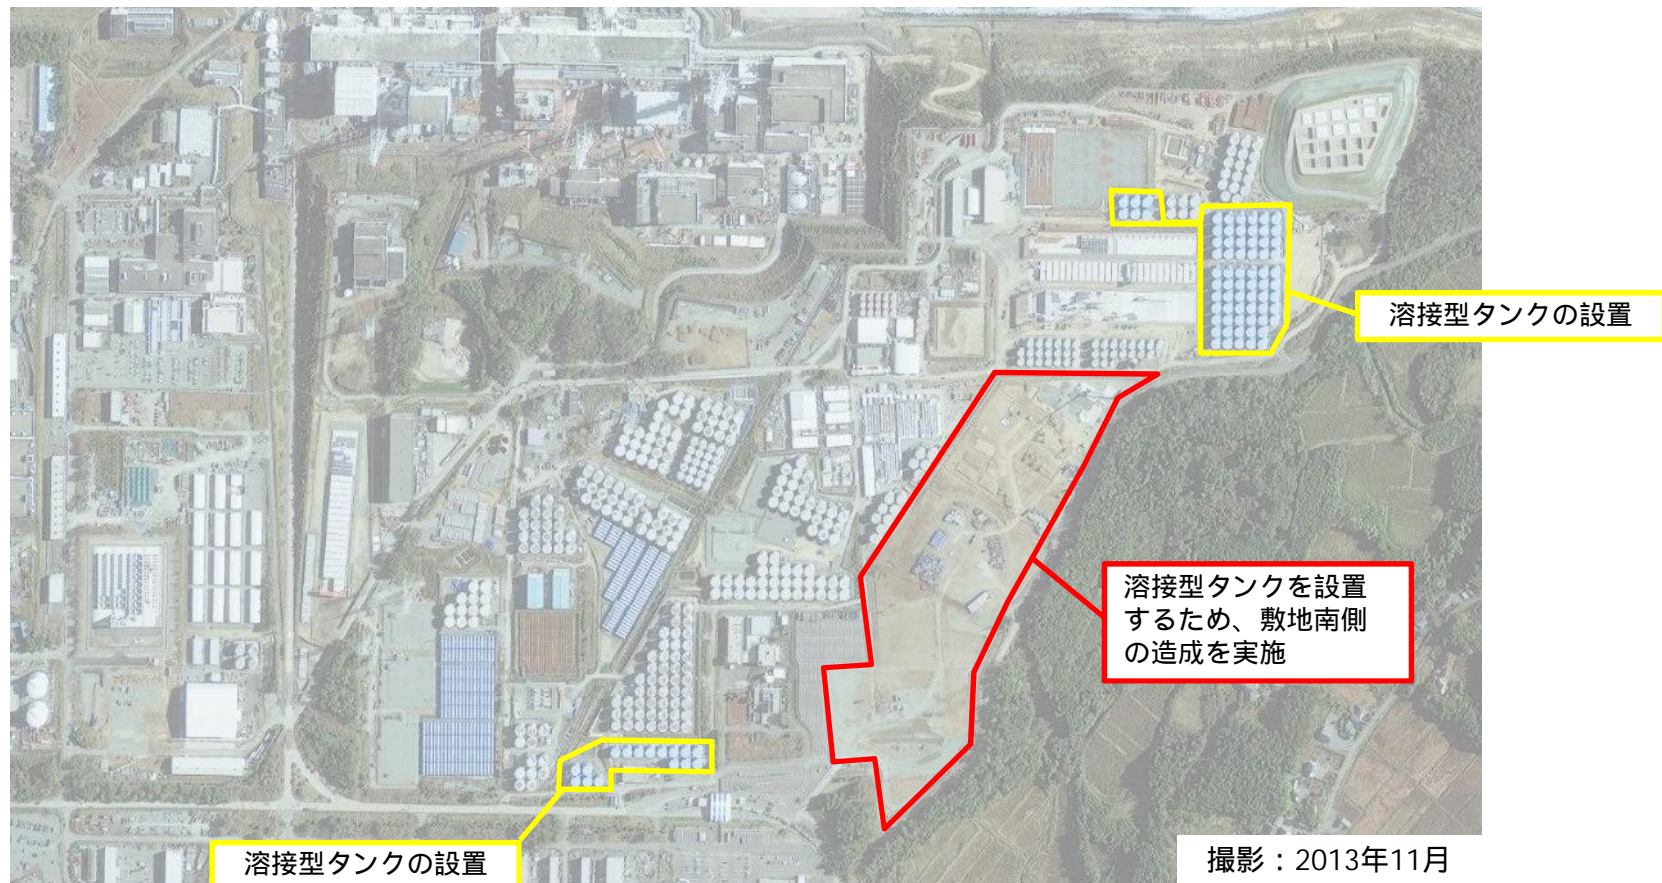 溶接型タンクの設置
溶接型タンクを設置
するため、敷地南側
の造成を実施
溶接型タンクの設置
撮影：2013年11月